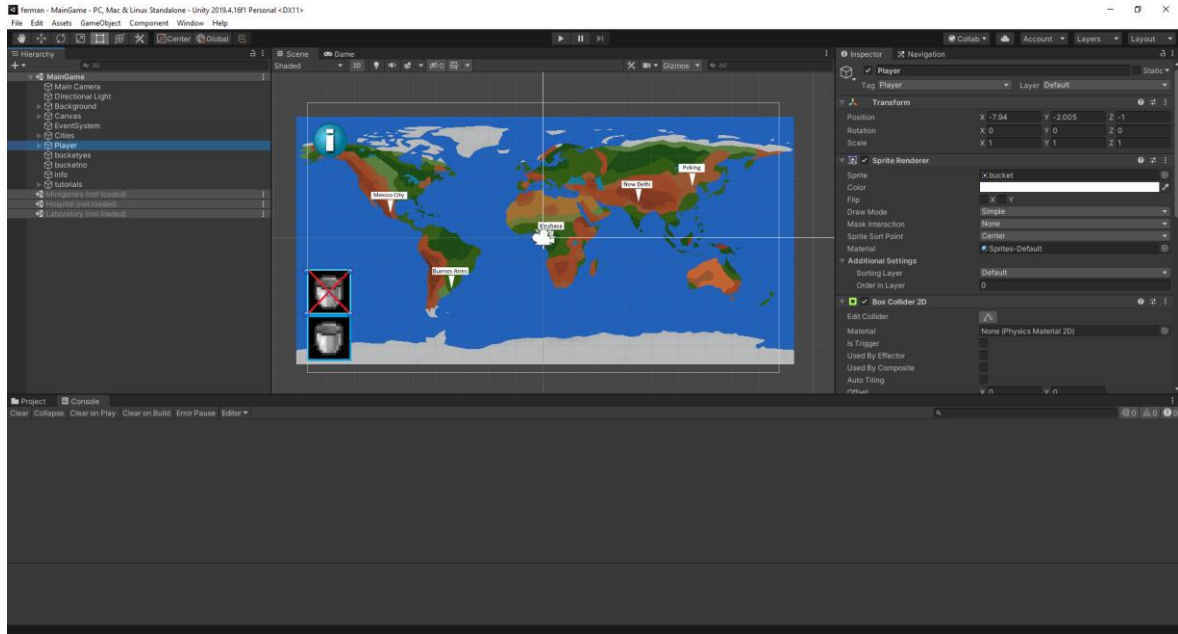 ferman - MainGame - PC, Mac & Linux Standalone - Unity 2019.4.16f1 Personal <DX11>
File Edit Assets GameObject Component Window Help
Center Global
Collab Account Layers Layout
Hierarchy
All
MainGame
Main Camera
Directional Light
Background
Canvas
EventSystem
Cities
Player
bucketyes
bucketno
info
tutorials
Minigames (not loaded)
Hospital (not loaded)
Laboratory (not loaded)
Scene Game
Shaded 2D 0 Gizmos All
i
Peking
New Delhi
Mexico City
Kinshasa
Buenos Aires
Inspector Navigation
Player Static
Tag Player Layer Default
Transform
Position X -7.94 Y -2.005 Z -1
Rotation X 0 Y 0 Z 0
Scale X 1 Y 1 Z 1
Sprite Renderer
Sprite bucket
Color
Flip X Y
Draw Mode Simple
Mask Interaction None
Sprite Sort Point Center
Material Sprites-Default
Additional Settings
Sorting Layer Default
Order in Layer 0
Box Collider 2D
Edit Collider
Material None (Physics Material 2D)
Is Trigger
Used By Effector
Used By Composite
Auto Tiling
Offset X 0 Y 0
Project Console
Clear Collapse Clear on Play Clear on Build Error Pause Editor
0 0 0